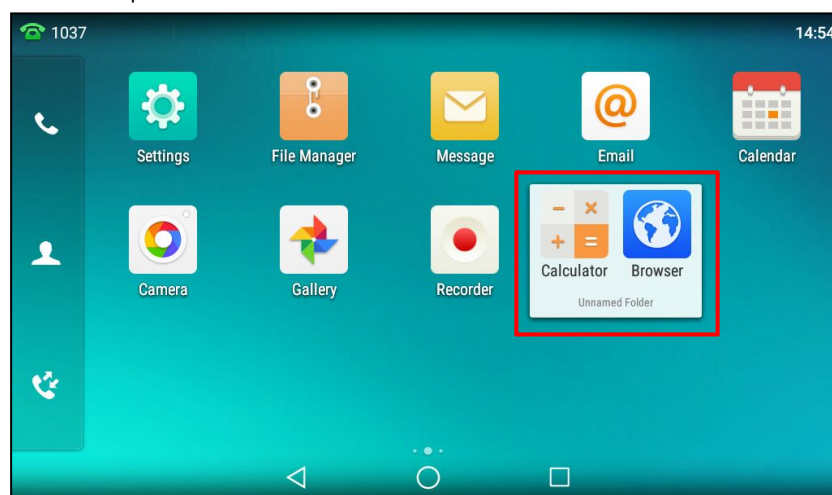 1037
14:54
Settings
File Manager
Message
Email
Calendar
Camera
Gallery
Recorder
Calculator
Browser
Unnamed Folder